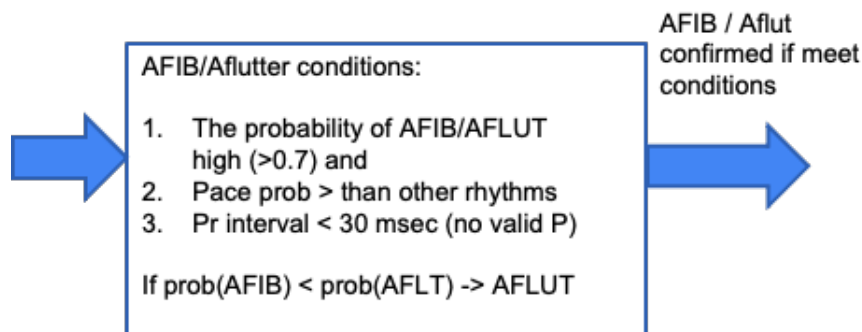 AFIB/Aflutter conditions:
1. The probability of AFIB/AFLUT
high (>0.7) and
2. Pace prob > than other rhythms
3. Pr interval < 30 msec (no valid P)
If prob(AFIB) < prob(AFLT) -> AFLUT
AFIB / Aflut
confirmed if meet
conditions